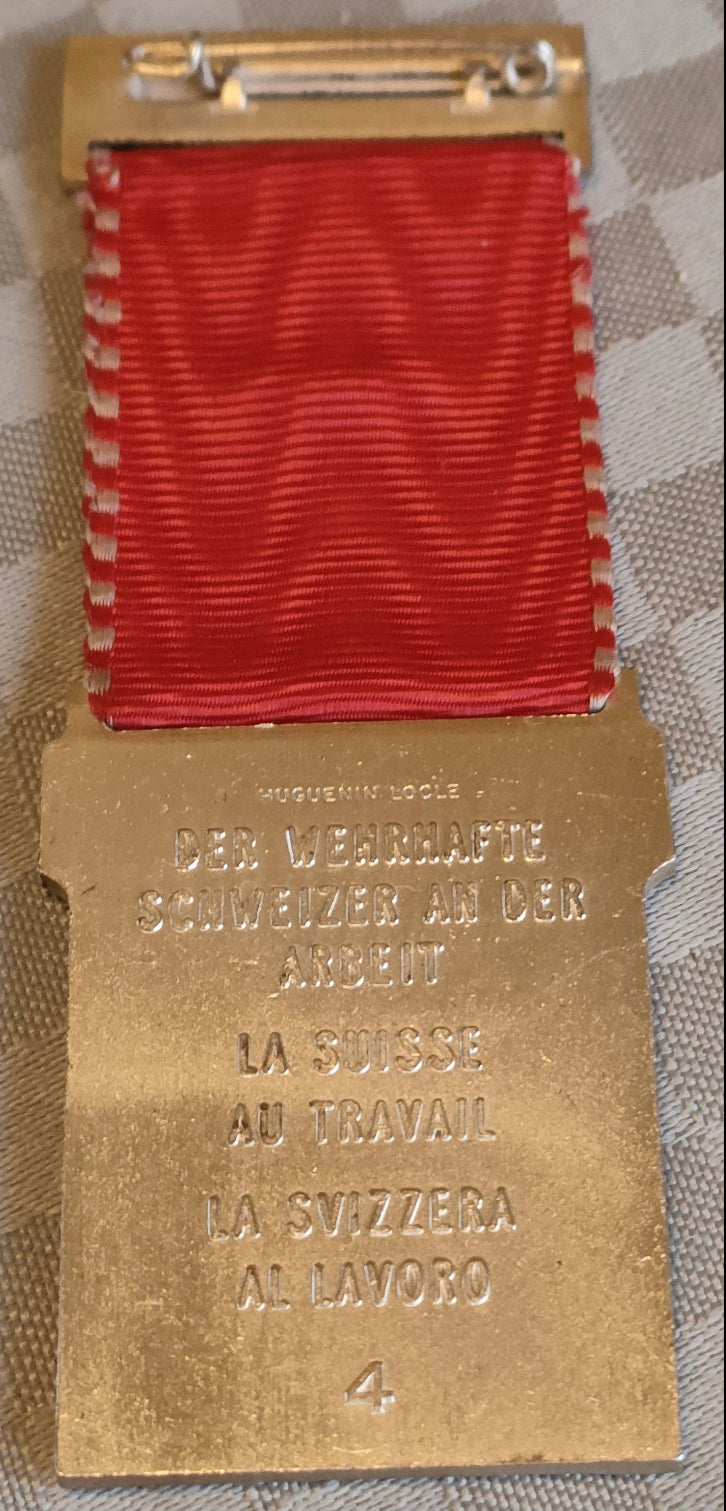 HUGUENIN LOCLE
DER WEHRHAFTE
SCHWEIZER AN DER
ARBEIT
LA SUISSE
AU TRAVAIL
LA SVIZZERA
AL LAVORO
4